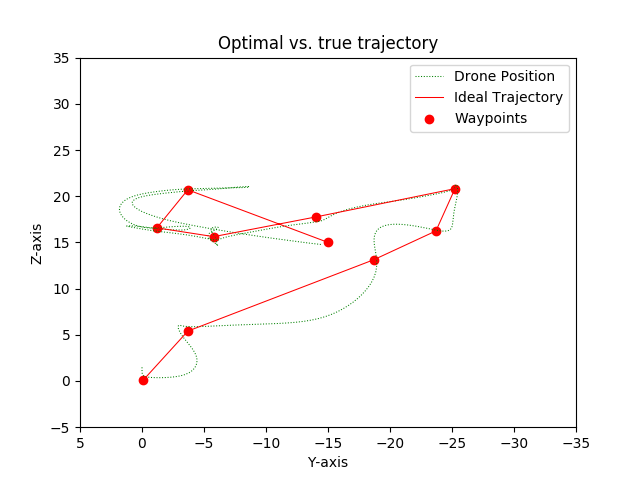 Optimal vs. true trajectory
Drone Position
Ideal Trajectory
Waypoints
Z-axis
35
30
25
20
15
10
5
0
−5
5 0 −5 −10 −15 −20 −25 −30 −35
Y-axis